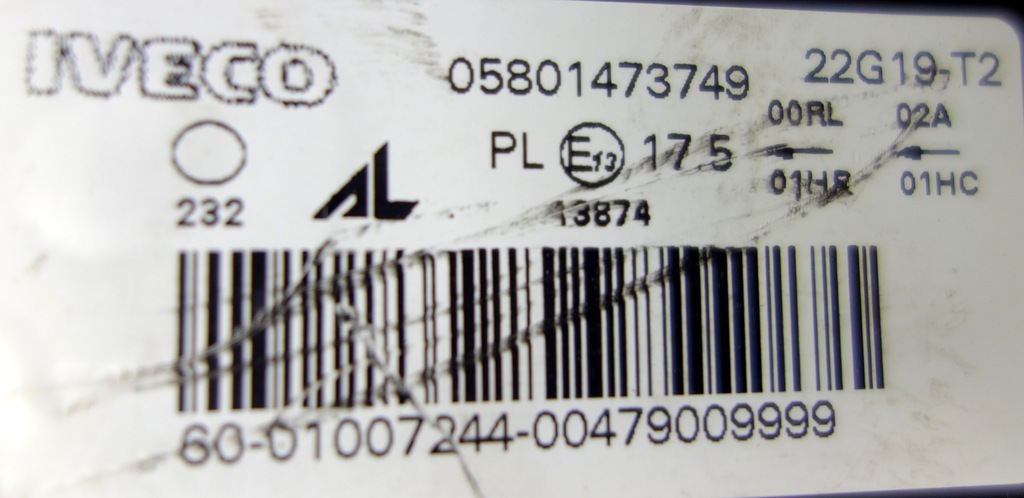 IVECO 05801473749 22G19-T2
00RL 02A
PL E13 17.5
01HR 01HC
232 AL 13874
60-01007244-00479009999